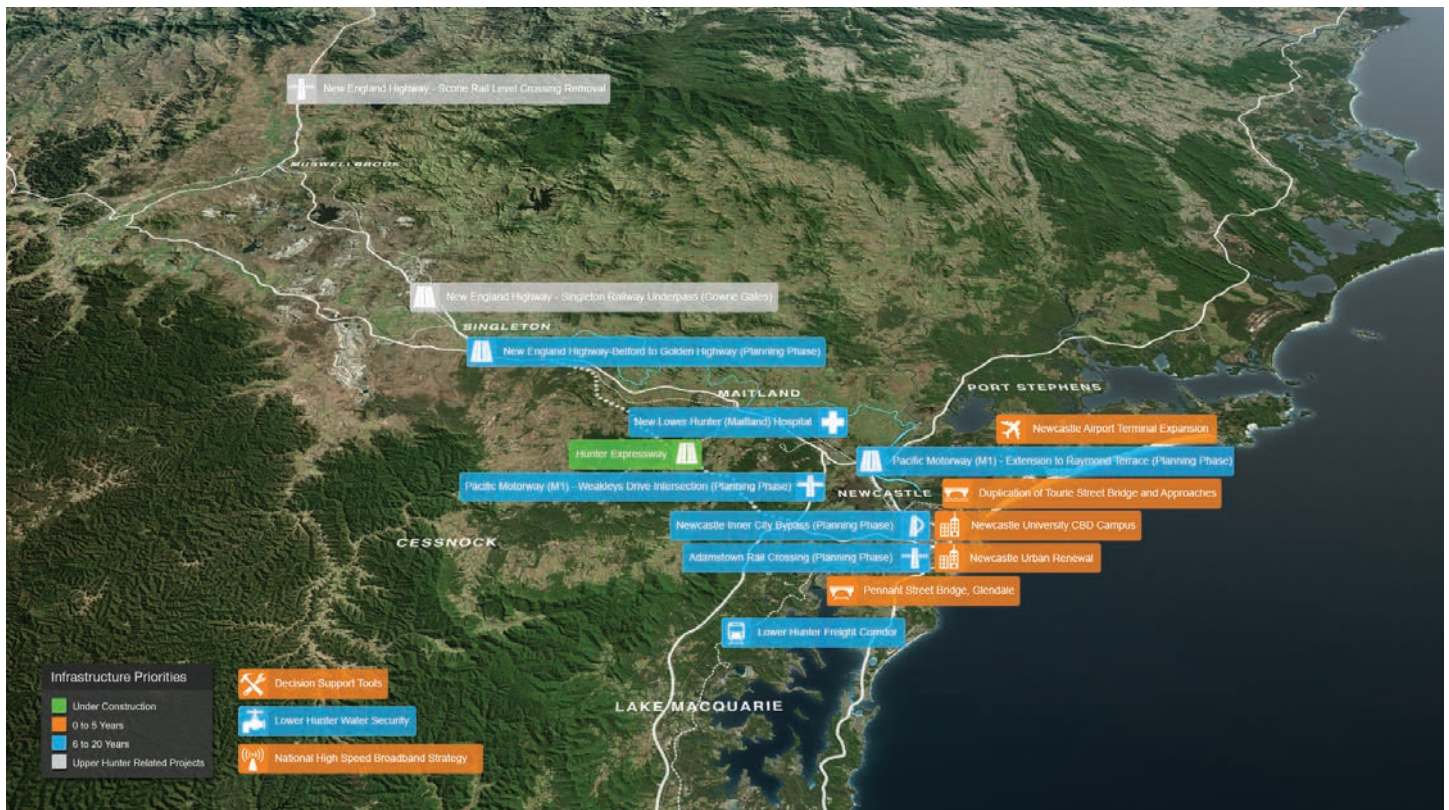 New England Highway - Scone Rail Level Crossing Removal
MUSWELLBROOK
New England Highway - Singleton Railway Underpass (Gowrie Gates)
SINGLETON
New England Highway-Belford to Golden Highway (Planning Phase)
MAITLAND
PORT STEPHENS
New Lower Hunter (Maitland) Hospital
Newcastle Airport Terminal Expansion
Hunter Expressway
Pacific Motorway (M1) - Extension to Raymond Terrace (Planning Phase)
Pacific Motorway (M1) - Weakleys Drive Intersection (Planning Phase)
NEWCASTLE
Duplication of Tourle Street Bridge and Approaches
Newcastle Inner City Bypass (Planning Phase)
Newcastle University CBD Campus
CESSNOCK
Adamstown Rail Crossing (Planning Phase)
Newcastle Urban Renewal
Pennant Street Bridge, Glendale
Lower Hunter Freight Corridor
LAKE MACQUARIE
Infrastructure Priorities
Under Construction
0 to 5 Years
6 to 20 Years
Upper Hunter Related Projects
Decision Support Tools
Lower Hunter Water Security
National High Speed Broadband Strategy